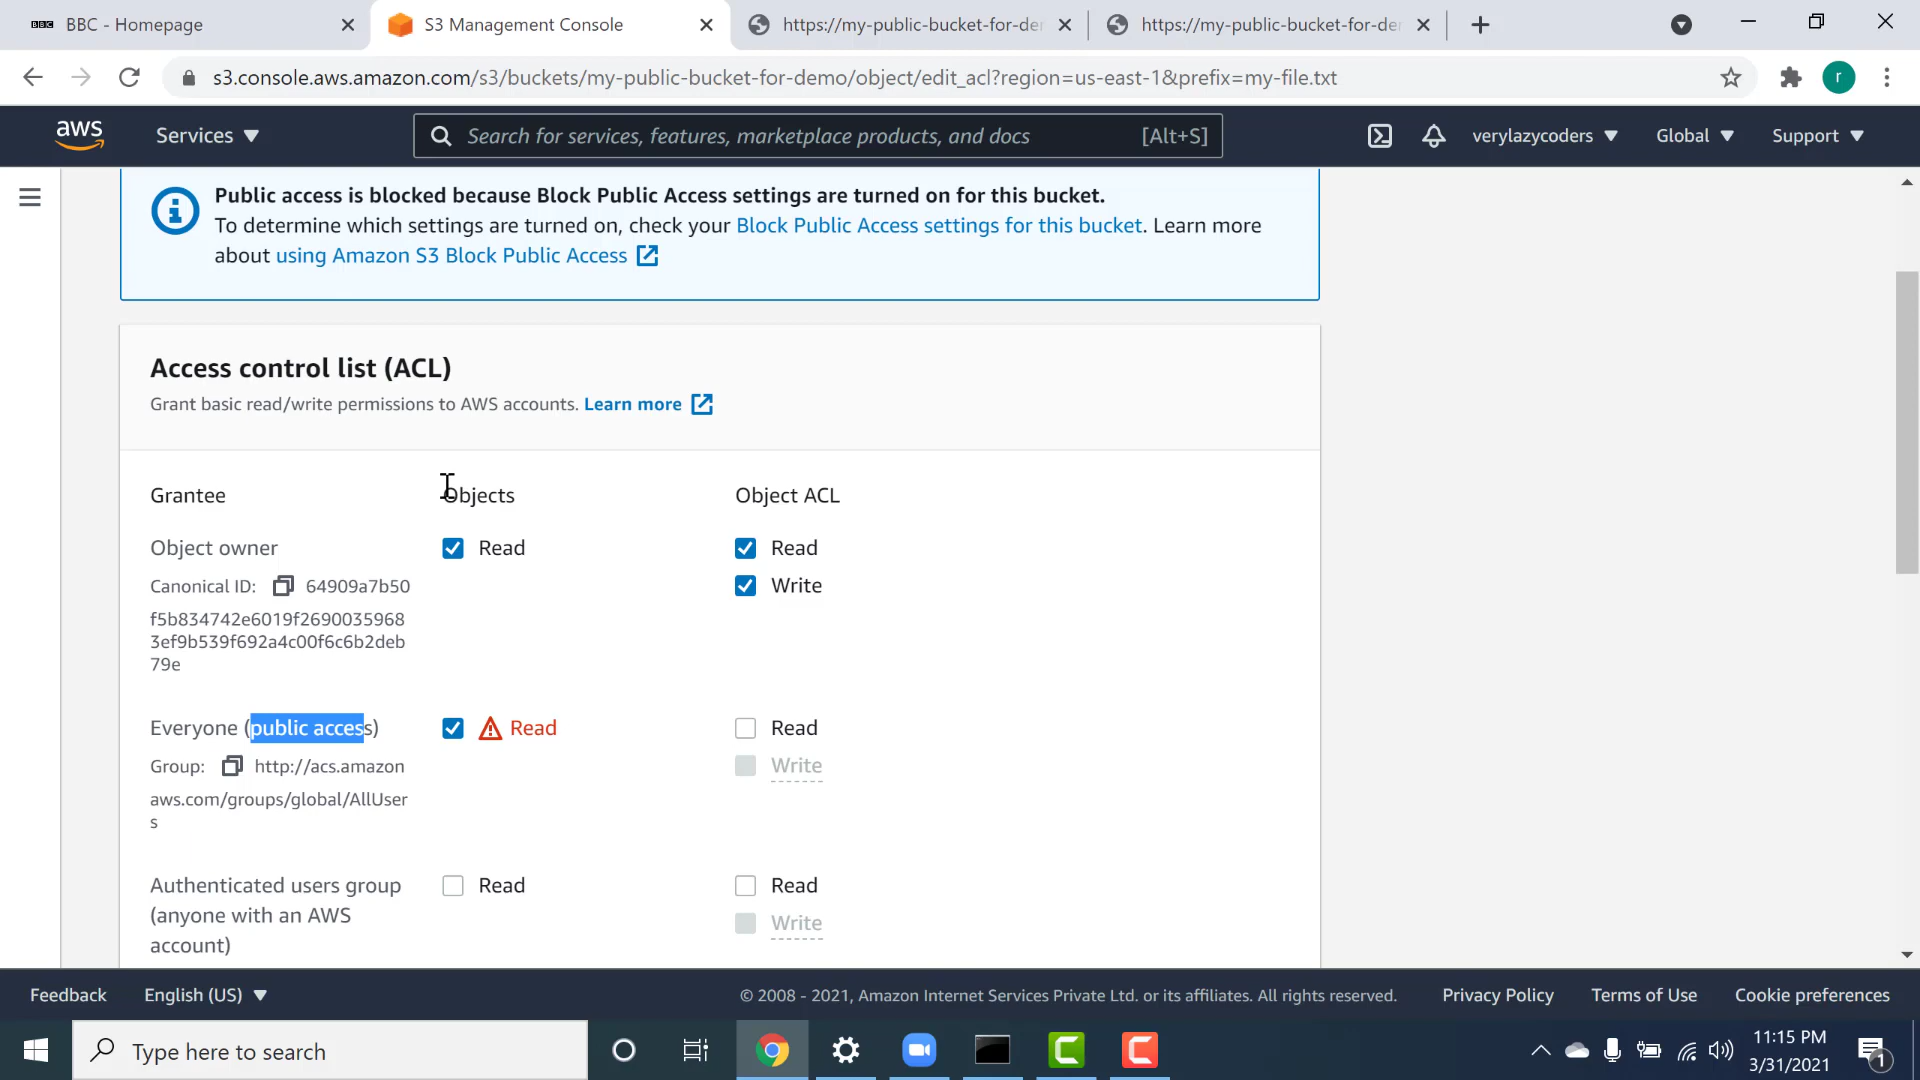 BBC BBC - Homepage
S3 Management Console
https://my-public-bucket-for-de
https://my-public-bucket-for-de
s3.console.aws.amazon.com/s3/buckets/my-public-bucket-for-demo/object/edit_acl?region=us-east-1&prefix=my-file.txt
r
aws
Services
Search for services, features, marketplace products, and docs [Alt+S]
verylazycoders
Global
Support
Public access is blocked because Block Public Access settings are turned on for this bucket.
To determine which settings are turned on, check your Block Public Access settings for this bucket. Learn more
about using Amazon S3 Block Public Access
Access control list (ACL)
Grant basic read/write permissions to AWS accounts. Learn more
Grantee Objects Object ACL
Object owner Read Read
Canonical ID: 64909a7b50 Write
f5b834742e6019f2690035968
3ef9b539f692a4c00f6c6b2deb
79e
Everyone (public access) Read Read
Group: http://acs.amazon Write
aws.com/groups/global/AllUser
s
Authenticated users group Read Read
(anyone with an AWS Write
account)
Feedback English (US) © 2008 - 2021, Amazon Internet Services Private Ltd. or its affiliates. All rights reserved. Privacy Policy Terms of Use Cookie preferences
Type here to search
11:15 PM
3/31/2021
1